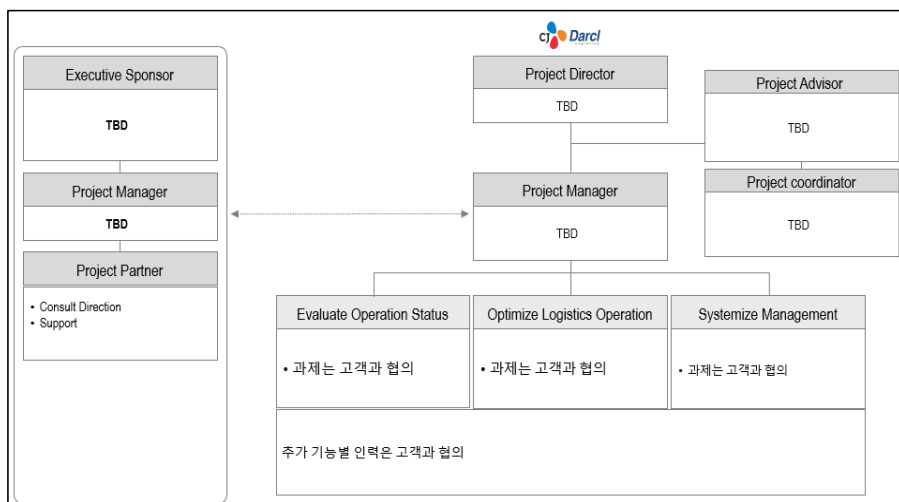 Executive Sponsor
TBD
Project Manager
TBD
Project Partner
• Consult Direction
• Support
CJ Darcl
Logistics
Project Director
TBD
Project Advisor
TBD
Project coordinator
TBD
Project Manager
TBD
Evaluate Operation Status
• 과제는 고객과 협의
Optimize Logistics Operation
• 과제는 고객과 협의
Systemize Management
• 과제는 고객과 협의
추가 기능별 인력은 고객과 협의